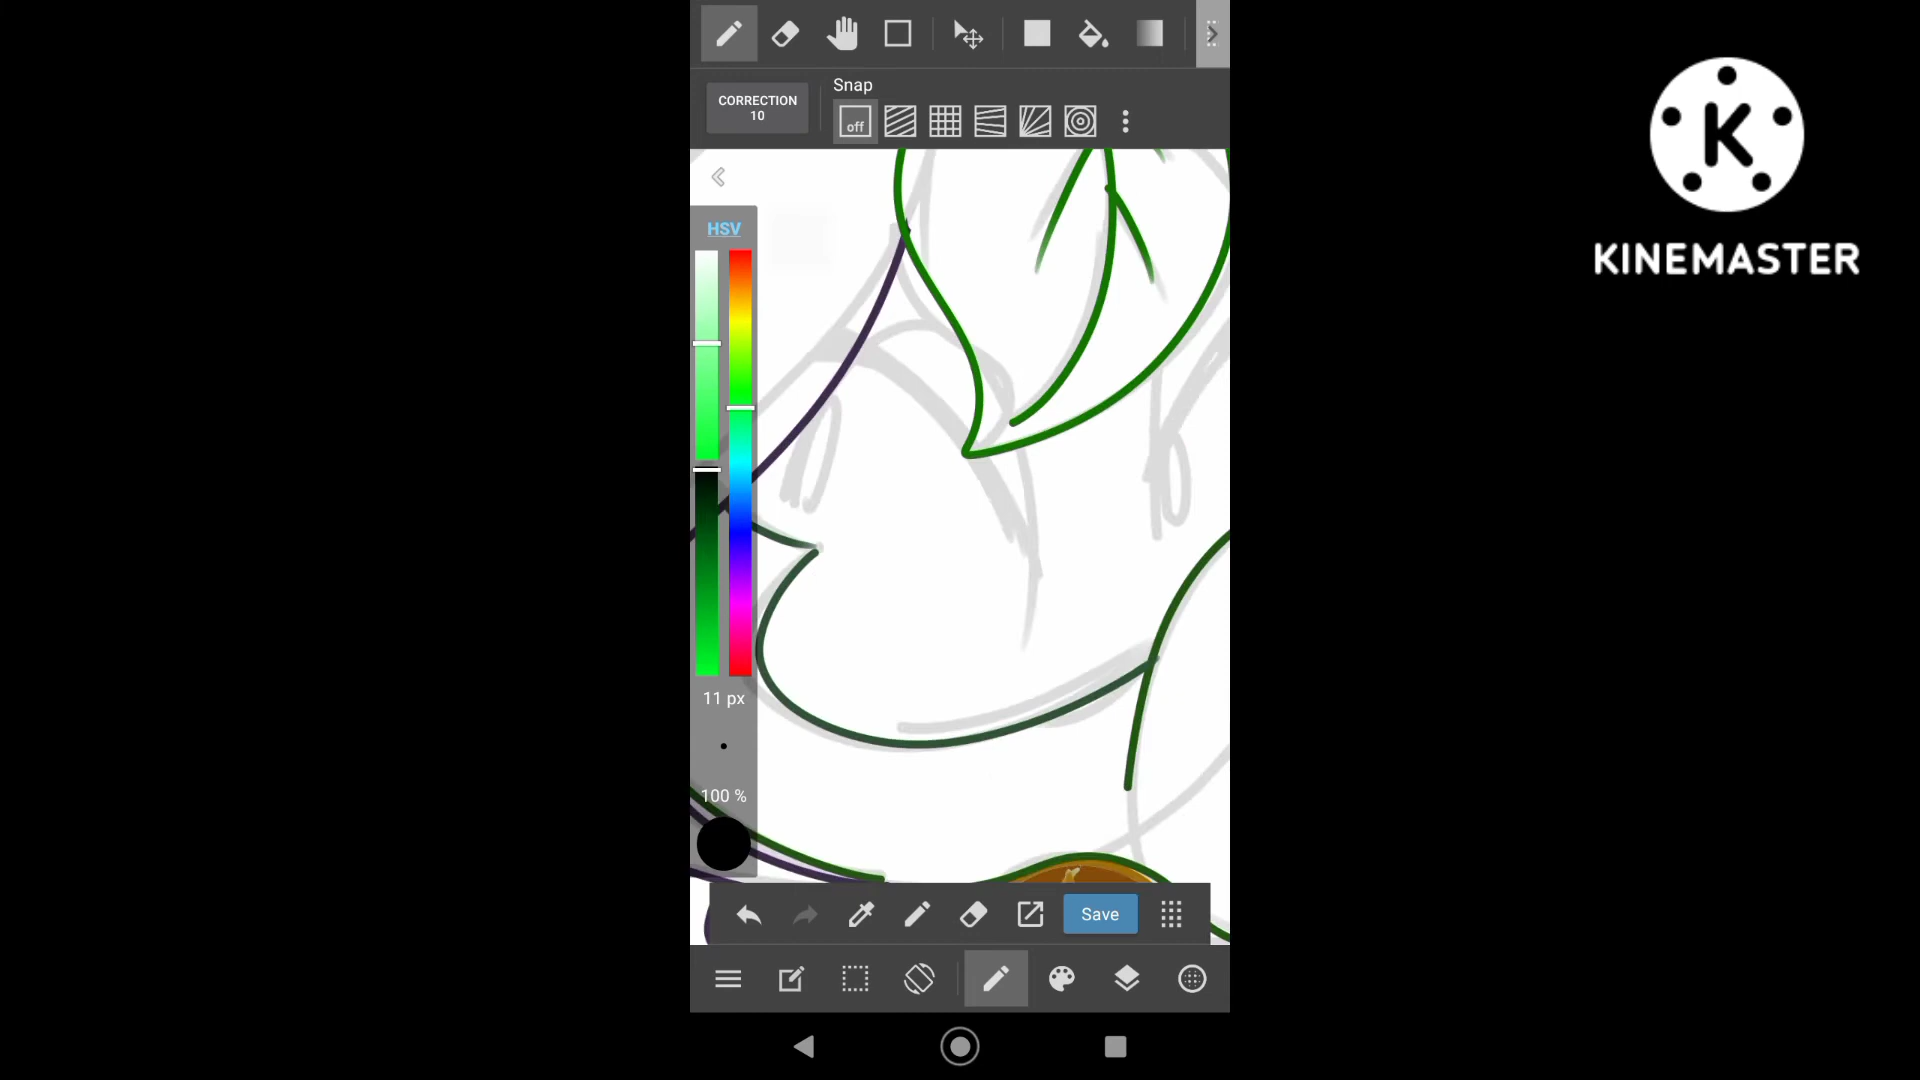 CORRECTION
10
Snap
off
HSV
11 px
100 %
Save
K
KINEMASTER